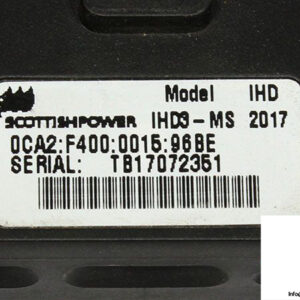 Model IHD
SCOTTISHPOWER IHD3-MS 2017
0CA2:F400:0015:96BE
SERIAL: TB17072351